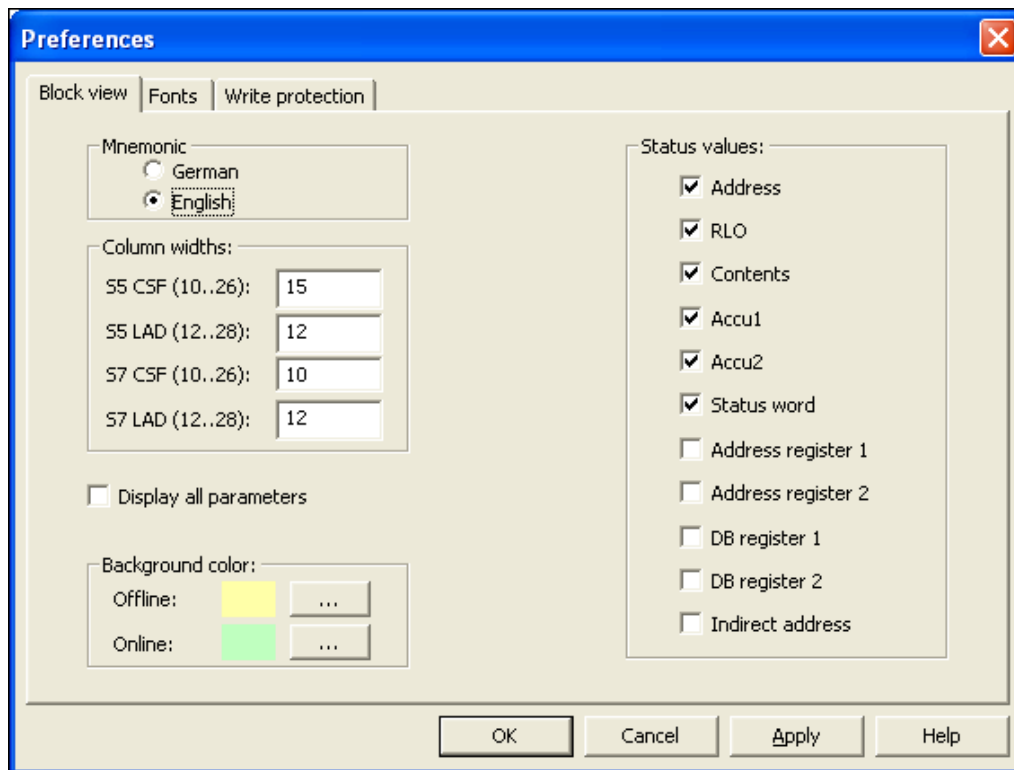 Preferences
Block view
Fonts
Write protection
Mnemonic
German
English
Column widths:
S5 CSF (10..26):
15
S5 LAD (12..28):
12
S7 CSF (10..26):
10
S7 LAD (12..28):
12
Display all parameters
Background color:
Offline:
...
Online:
...
Status values:
Address
RLO
Contents
Accu1
Accu2
Status word
Address register 1
Address register 2
DB register 1
DB register 2
Indirect address
OK
Cancel
Apply
Help